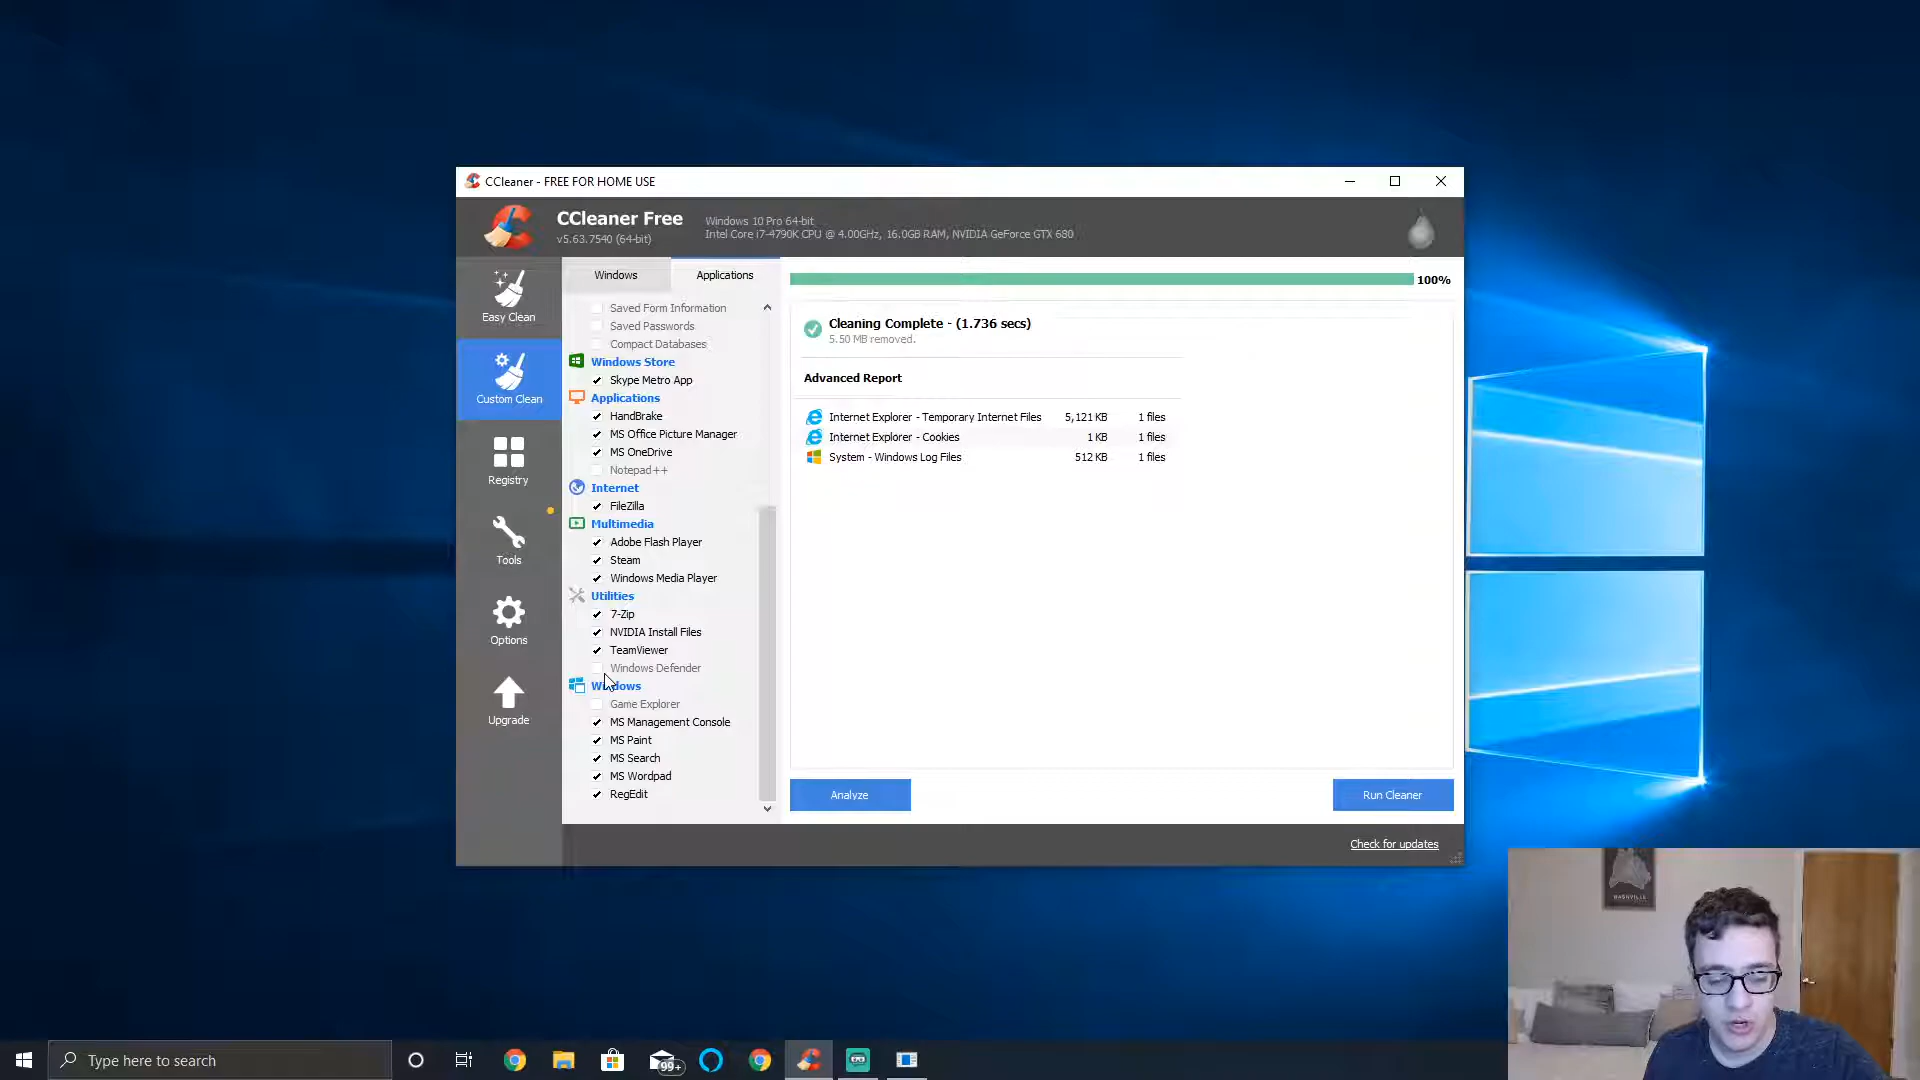 CCleaner - FREE FOR HOME USE
CCleaner Free
v5.63.7540 (64-bit)
Windows 10 Pro 64-bit
Intel Core i7-4790K CPU @ 4.00GHz, 16.0GB RAM, NVIDIA GeForce GTX 680
Easy Clean
Custom Clean
Registry
Tools
Options
Upgrade
Windows
Applications
Saved Form Information
Saved Passwords
Compact Databases
Windows Store
Skype Metro App
Applications
HandBrake
MS Office Picture Manager
MS OneDrive
Notepad++
Internet
FileZilla
Multimedia
Adobe Flash Player
Steam
Windows Media Player
Utilities
7-Zip
NVIDIA Install Files
TeamViewer
Windows Defender
Windows
Game Explorer
MS Management Console
MS Paint
MS Search
MS Wordpad
RegEdit
100%
Cleaning Complete - (1.736 secs)
5.50 MB removed.
Advanced Report
Internet Explorer - Temporary Internet Files 5,121 KB 1 files
Internet Explorer - Cookies 1 KB 1 files
System - Windows Log Files 512 KB 1 files
Analyze
Run Cleaner
Check for updates
NASHVILLE
Type here to search
99+